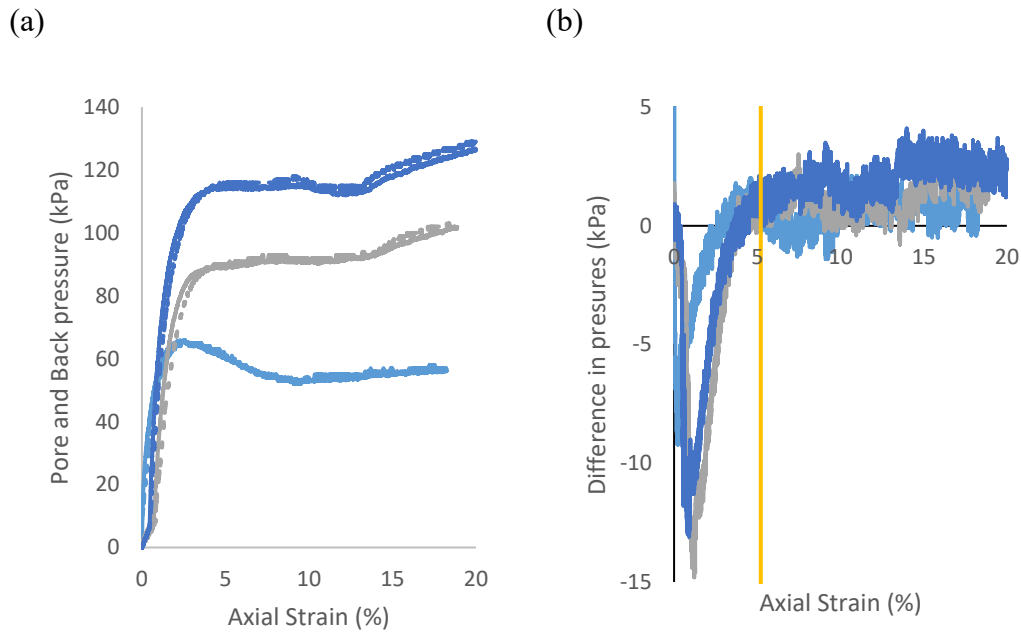 (a)
(b)
Pore and Back pressure (kPa)
140
120
100
80
60
40
20
0
0 5 10 15 20
Axial Strain (%)
Difference in presures (kPa)
5
0
-5
-10
-15
0 5 10 15 20
Axial Strain (%)